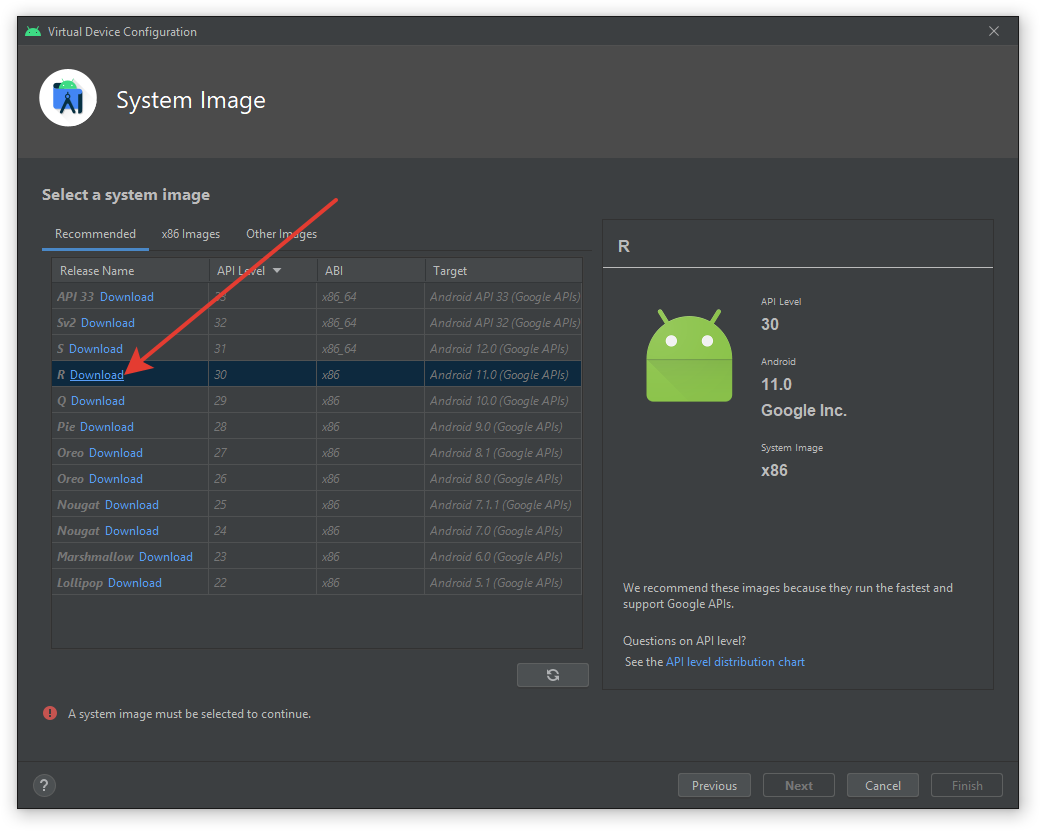 Virtual Device Configuration
System Image
Select a system image
Recommended x86 Images Other Images
Release Name API Level ABI Target
API 33 Download 33 x86_64 Android API 33 (Google APIs)
Sv2 Download 32 x86_64 Android API 32 (Google APIs)
S Download 31 x86_64 Android 12.0 (Google APIs)
R Download 30 x86 Android 11.0 (Google APIs)
Q Download 29 x86 Android 10.0 (Google APIs)
Pie Download 28 x86 Android 9.0 (Google APIs)
Oreo Download 27 x86 Android 8.1 (Google APIs)
Oreo Download 26 x86 Android 8.0 (Google APIs)
Nougat Download 25 x86 Android 7.1.1 (Google APIs)
Nougat Download 24 x86 Android 7.0 (Google APIs)
Marshmallow Download 23 x86 Android 6.0 (Google APIs)
Lollipop Download 22 x86 Android 5.1 (Google APIs)
R
API Level
30
Android
11.0
Google Inc.
System Image
x86
We recommend these images because they run the fastest and
support Google APIs.
Questions on API level?
See the API level distribution chart
! A system image must be selected to continue.
? Previous Next Cancel Finish